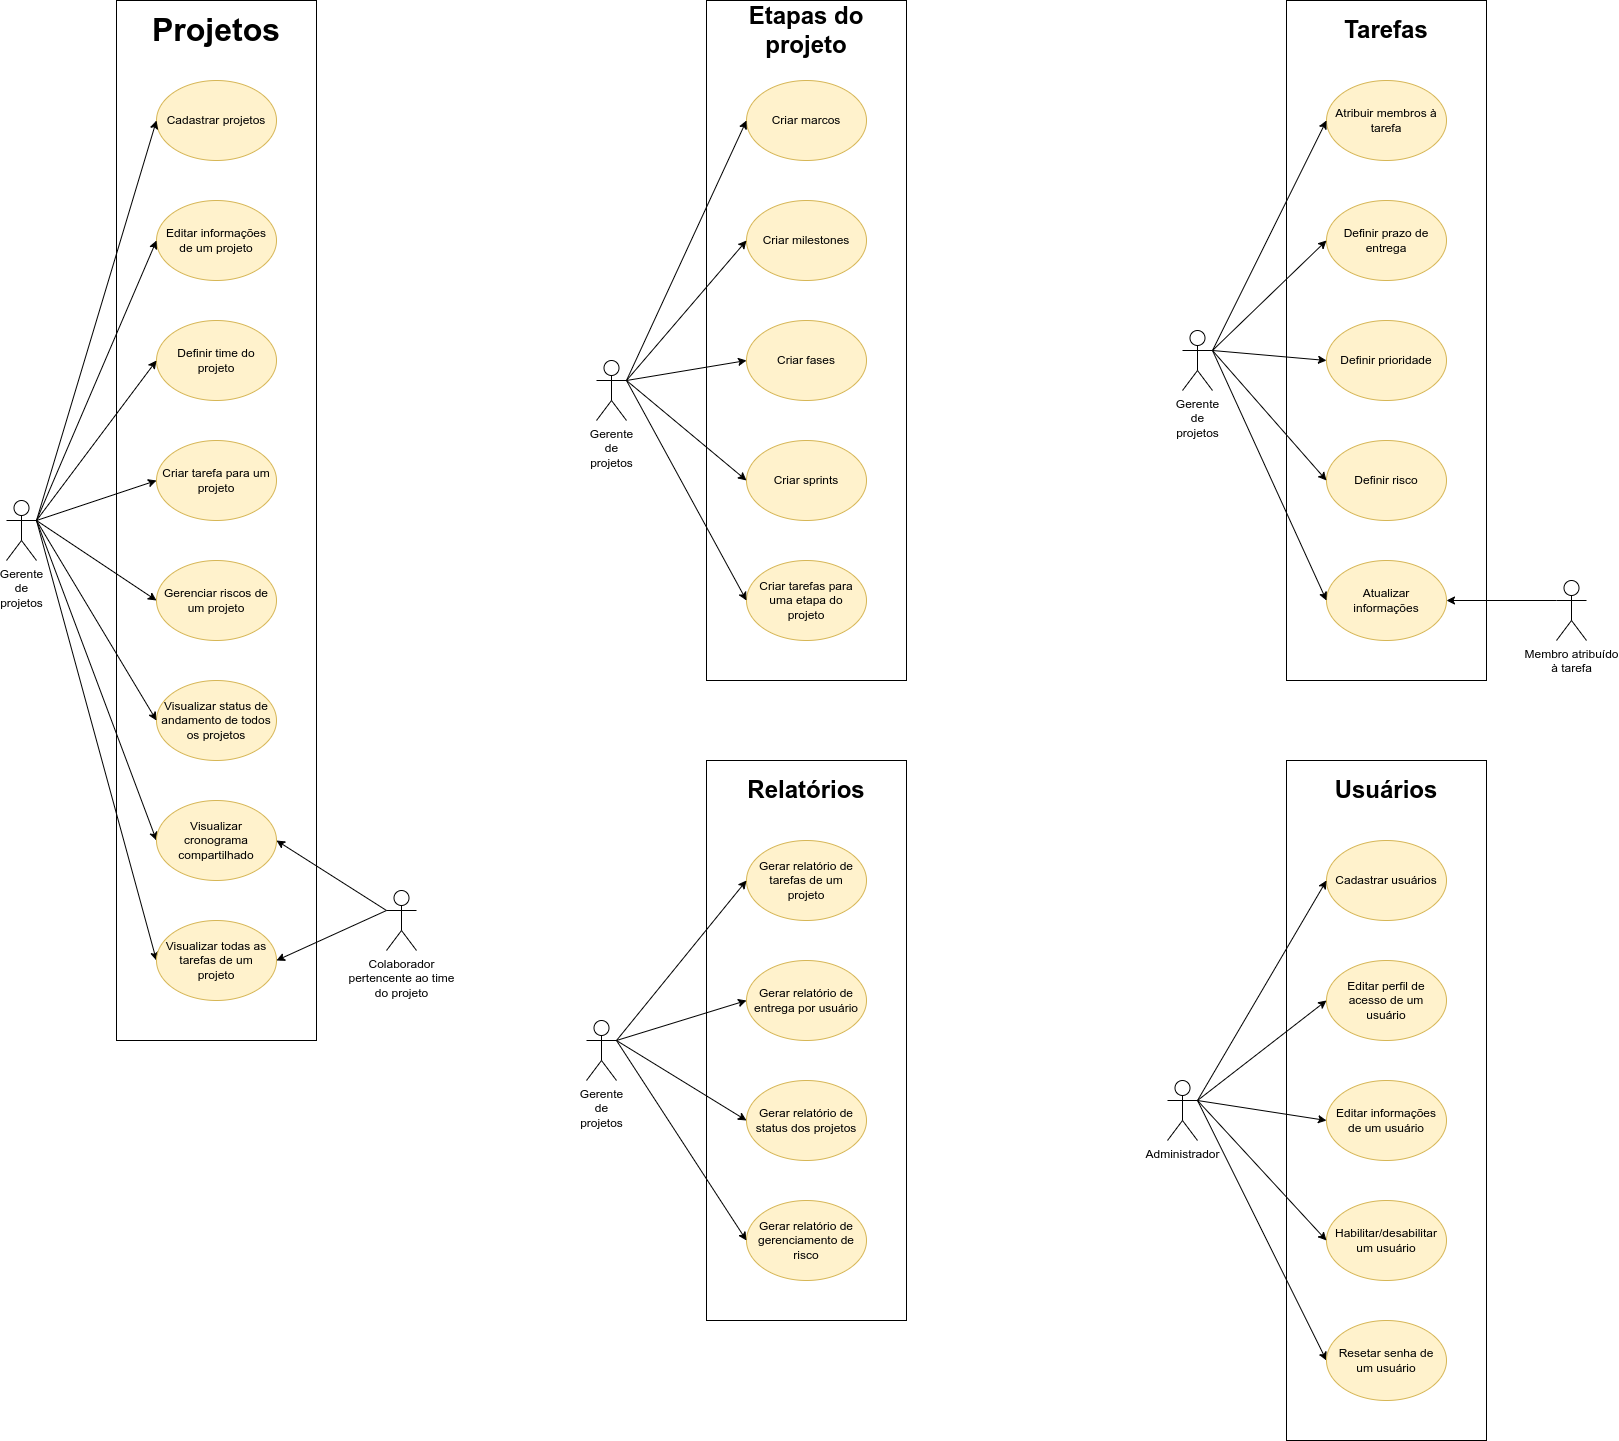 Projetos
Cadastrar projetos
Editar informações
de um projeto
Definir time do
projeto
Criar tarefa para um
projeto
Gerenciar riscos de
um projeto
Visualizar status de
andamento de todos
os projetos
Visualizar
cronograma
compartilhado
Visualizar todas as
tarefas de um
projeto
Gerente
de
projetos
Colaborador
pertencente ao time
do projeto
Etapas do
projeto
Criar marcos
Criar milestones
Criar fases
Criar sprints
Criar tarefas para
uma etapa do
projeto
Gerente
de
projetos
Tarefas
Atribuir membros à
tarefa
Definir prazo de
entrega
Definir prioridade
Definir risco
Atualizar
informações
Gerente
de
projetos
Membro atribuído
à tarefa
Relatórios
Gerar relatório de
tarefas de um
projeto
Gerar relatório de
entrega por usuário
Gerar relatório de
status dos projetos
Gerar relatório de
gerenciamento de
risco
Gerente
de
projetos
Usuários
Cadastrar usuários
Editar perfil de
acesso de um
usuário
Editar informações
de um usuário
Habilitar/desabilitar
um usuário
Resetar senha de
um usuário
Administrador